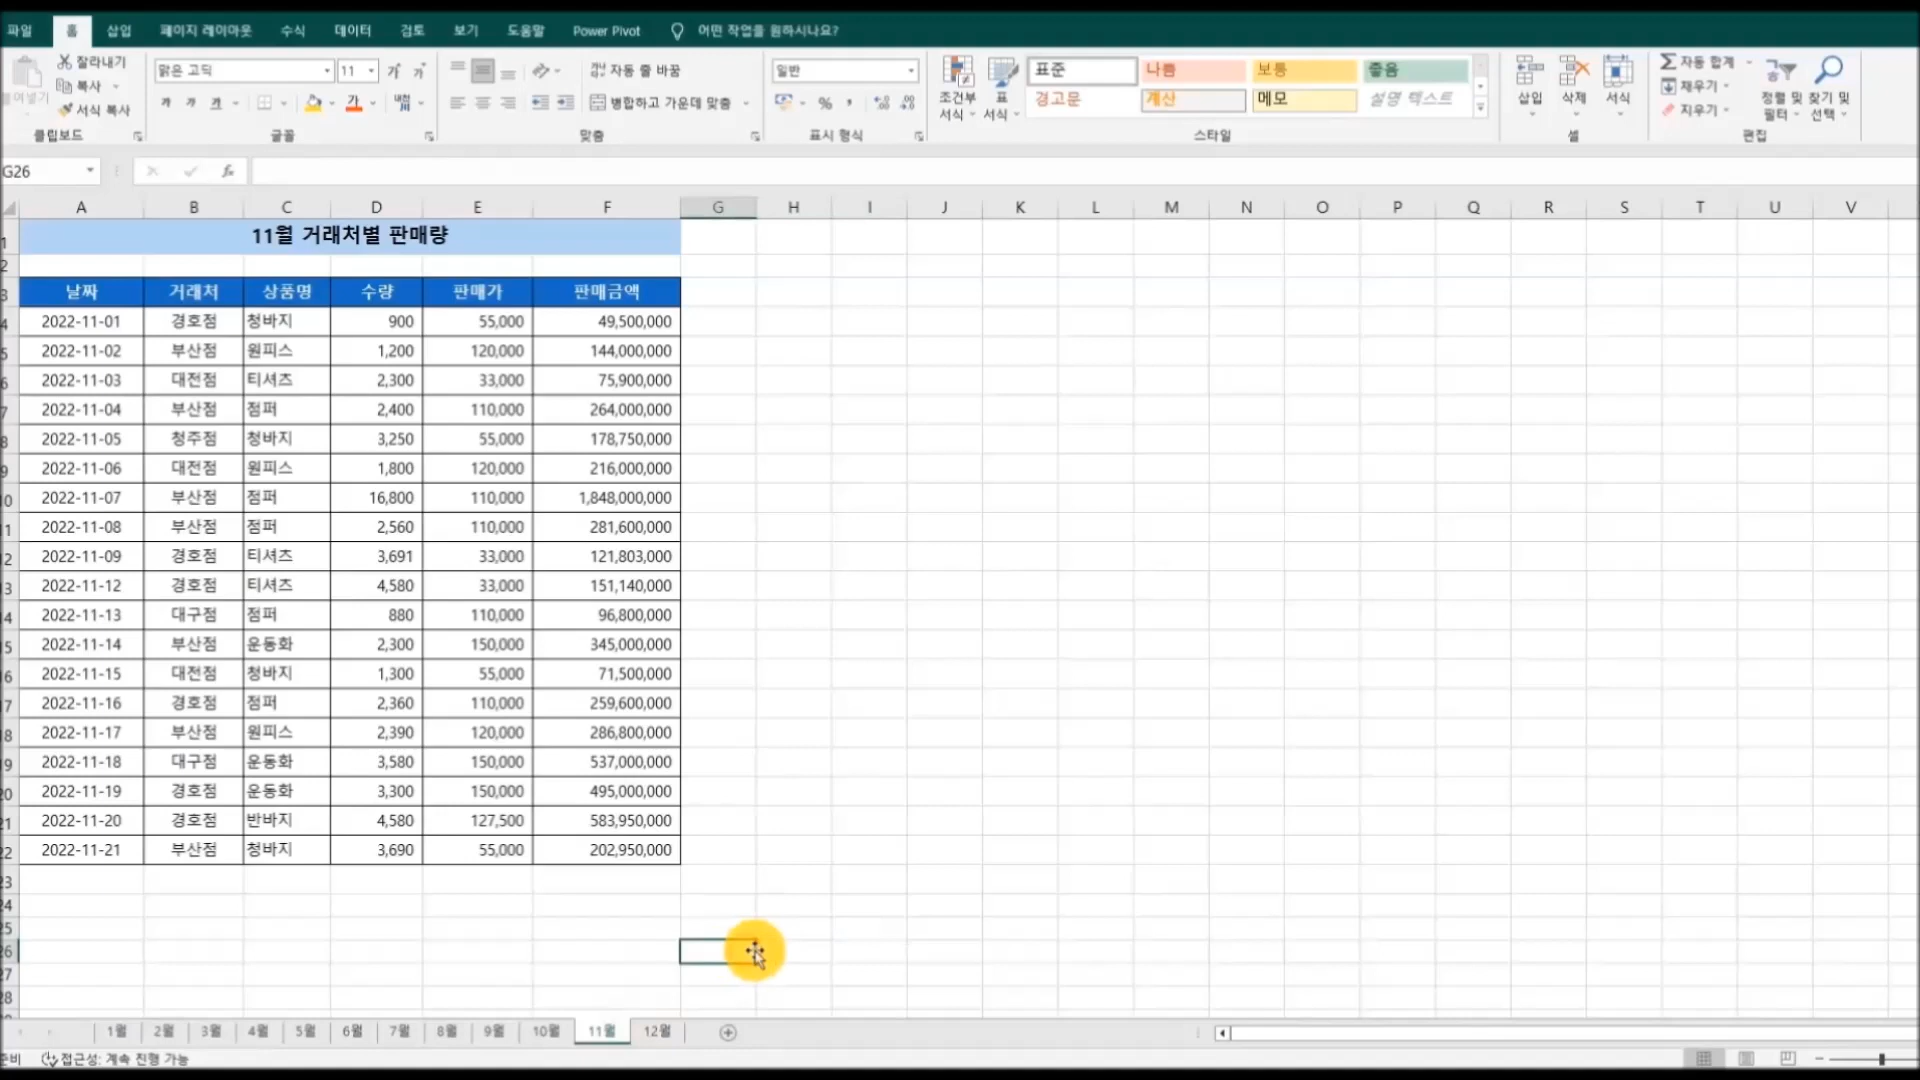 파일 홈 삽입 페이지 레이아웃 수식 데이터 검토 보기 도움말 Power Pivot 어떤 작업을 원하시나요?
잘라내기
복사
서식 복사
클립보드
맑은 고딕 11 가 가
가 가 가 가 내천
글꼴
자동 줄 바꿈
병합하고 가운데 맞춤
맞춤
일반
%
표시 형식
조건부 서식
표 서식
표준 나쁨 보통 좋음
경고문 계산 메모 설명 텍스트
스타일
삽입 삭제 서식
셀
자동 합계
채우기
지우기
정렬 및 필터
찾기 및 선택
편집
G26 fx
A B C D E F G H I J K L M N O P Q R S T U V
11월 거래처별 판매량
날짜 거래처 상품명 수량 판매가 판매금액
2022-11-01 경호점 청바지 900 55,000 49,500,000
2022-11-02 부산점 원피스 1,200 120,000 144,000,000
2022-11-03 대전점 티셔츠 2,300 33,000 75,900,000
2022-11-04 부산점 점퍼 2,400 110,000 264,000,000
2022-11-05 청주점 청바지 3,250 55,000 178,750,000
2022-11-06 대전점 원피스 1,800 120,000 216,000,000
2022-11-07 부산점 점퍼 16,800 110,000 1,848,000,000
2022-11-08 부산점 점퍼 2,560 110,000 281,600,000
2022-11-09 경호점 티셔츠 3,691 33,000 121,803,000
2022-11-12 경호점 티셔츠 4,580 33,000 151,140,000
2022-11-13 대구점 점퍼 880 110,000 96,800,000
2022-11-14 부산점 운동화 2,300 150,000 345,000,000
2022-11-15 대전점 청바지 1,300 55,000 71,500,000
2022-11-16 경호점 점퍼 2,360 110,000 259,600,000
2022-11-17 부산점 원피스 2,390 120,000 286,800,000
2022-11-18 대구점 운동화 3,580 150,000 537,000,000
2022-11-19 경호점 운동화 3,300 150,000 495,000,000
2022-11-20 경호점 반바지 4,580 127,500 583,950,000
2022-11-21 부산점 청바지 3,690 55,000 202,950,000
1월 2월 3월 4월 5월 6월 7월 8월 9월 10월 11월 12월
접근성: 계속 진행 가능